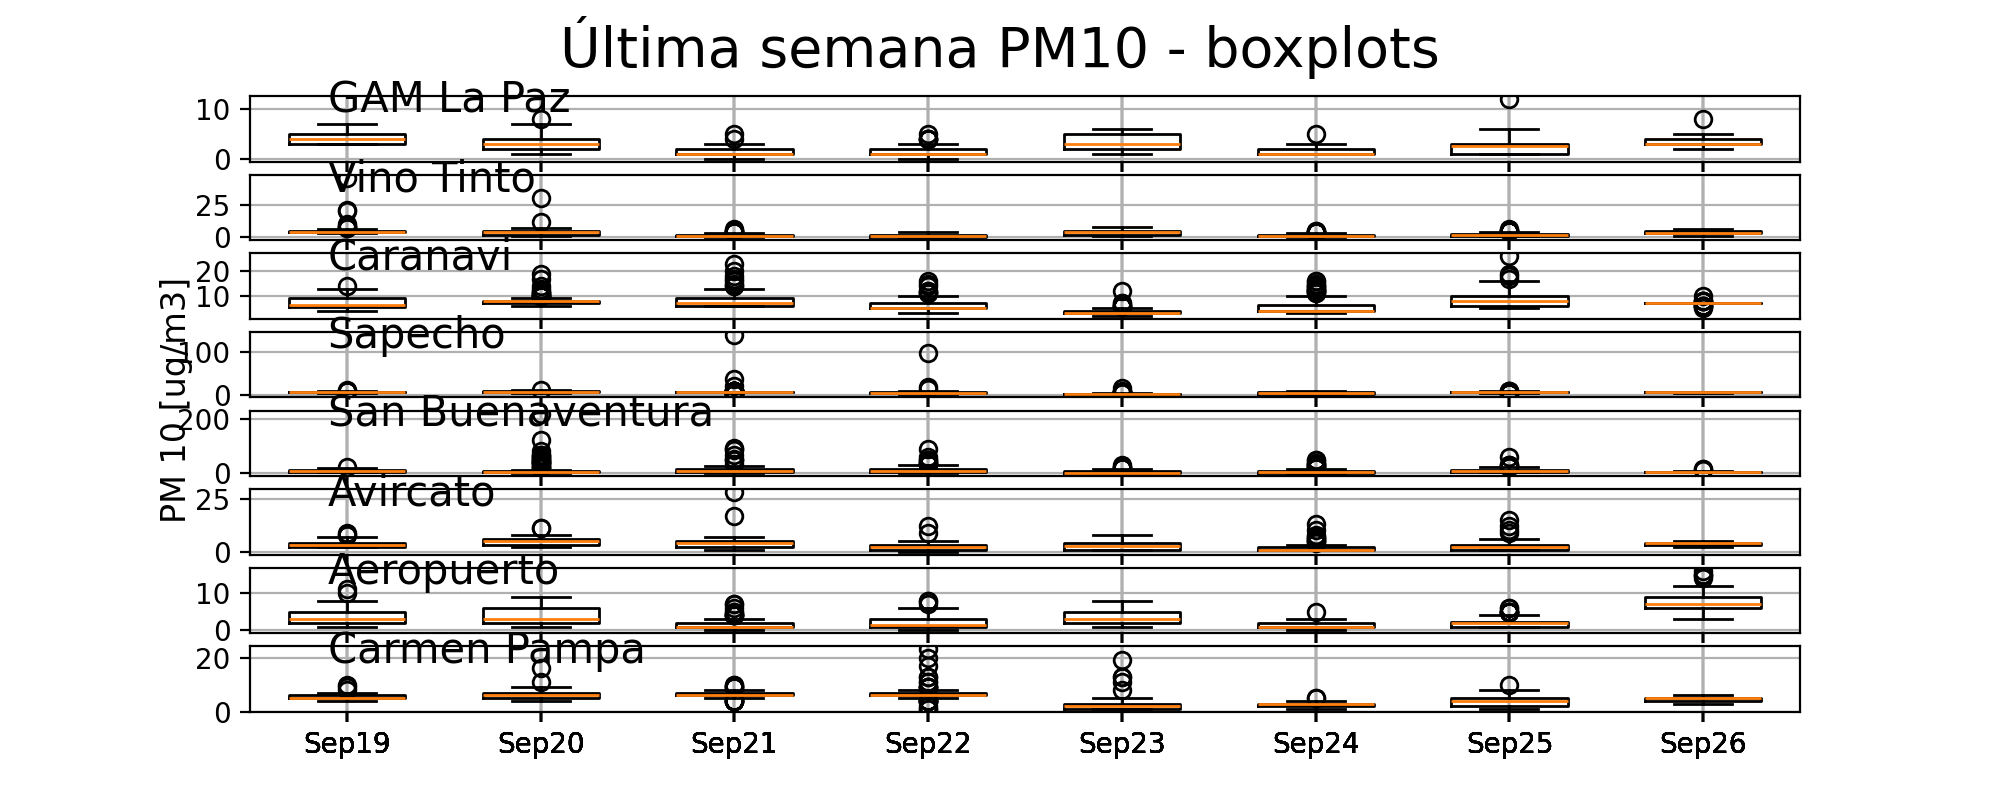 Última semana PM10 - boxplots
GAM La Paz
10
0
Vino Tinto
25
0
Caranavi
20
10
Sapecho
100
0
San Buenaventura
200
0
Avircato
25
0
Aeropuerto
10
0
Carmen Pampa
20
0
PM 10 [ug/m3]
Sep19 Sep20 Sep21 Sep22 Sep23 Sep24 Sep25 Sep26